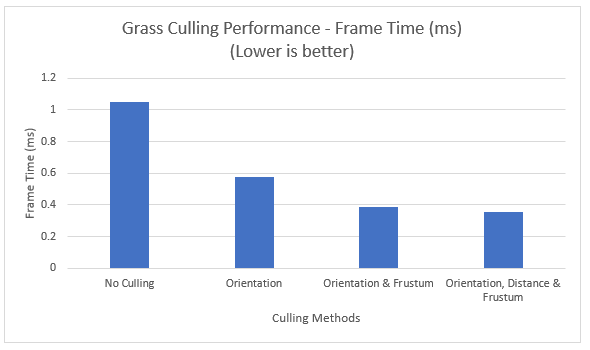 Grass Culling Performance - Frame Time (ms)
(Lower is better)
1.2
1
0.8
0.6
0.4
0.2
0
Frame Time (ms)
No Culling
Orientation
Orientation & Frustum
Orientation, Distance &
Frustum
Culling Methods